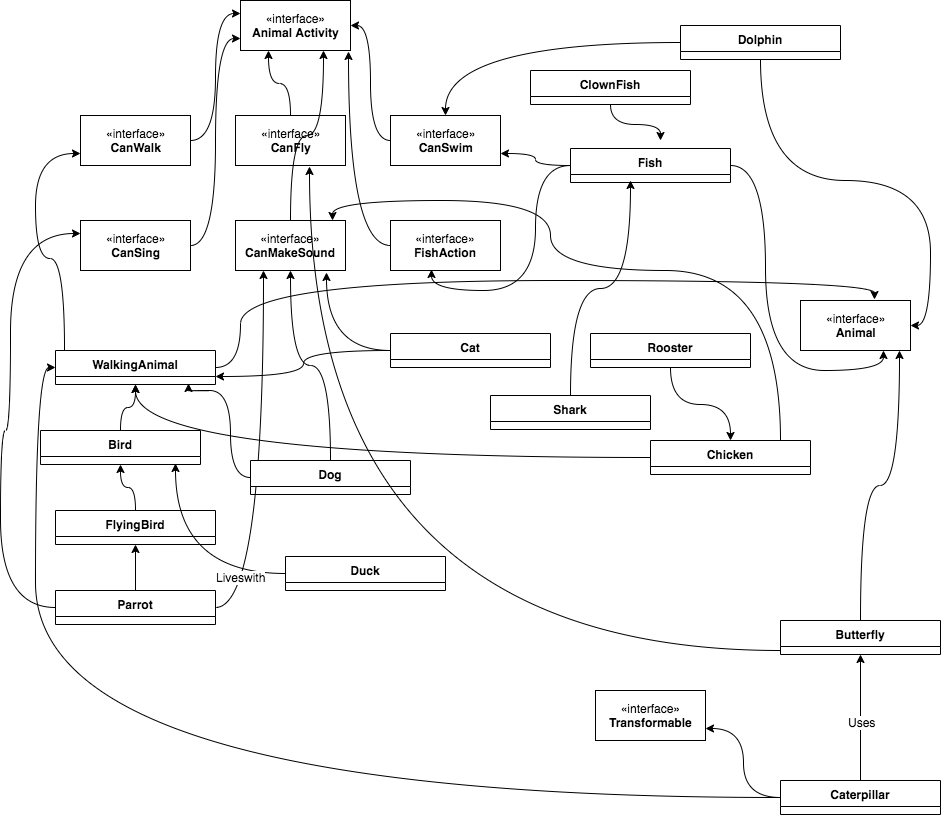 «interface»
Animal Activity
Dolphin
ClownFish
«interface»
CanWalk
«interface»
CanFly
«interface»
CanSwim
Fish
«interface»
CanSing
«interface»
CanMakeSound
«interface»
FishAction
«interface»
Animal
WalkingAnimal
Cat
Rooster
Shark
Bird
Chicken
Dog
FlyingBird
Duck
Liveswith
Parrot
Butterfly
«interface»
Transformable
Uses
Caterpillar